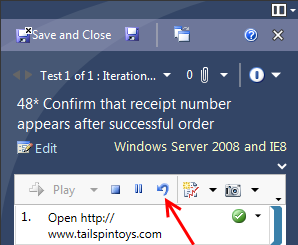 Save and Close
Test 1 of 1 : Iteration... 0
48* Confirm that receipt number
appears after successful order
Edit Windows Server 2008 and IE8
Play
1. Open http://
www.tailspintoys.com